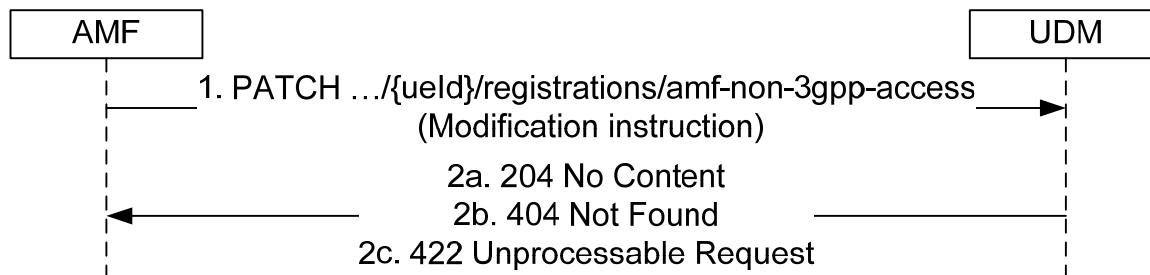 AMF
UDM
1. PATCH …/{ueId}/registrations/amf-non-3gpp-access
(Modification instruction)
2a. 204 No Content
2b. 404 Not Found
2c. 422 Unprocessable Request